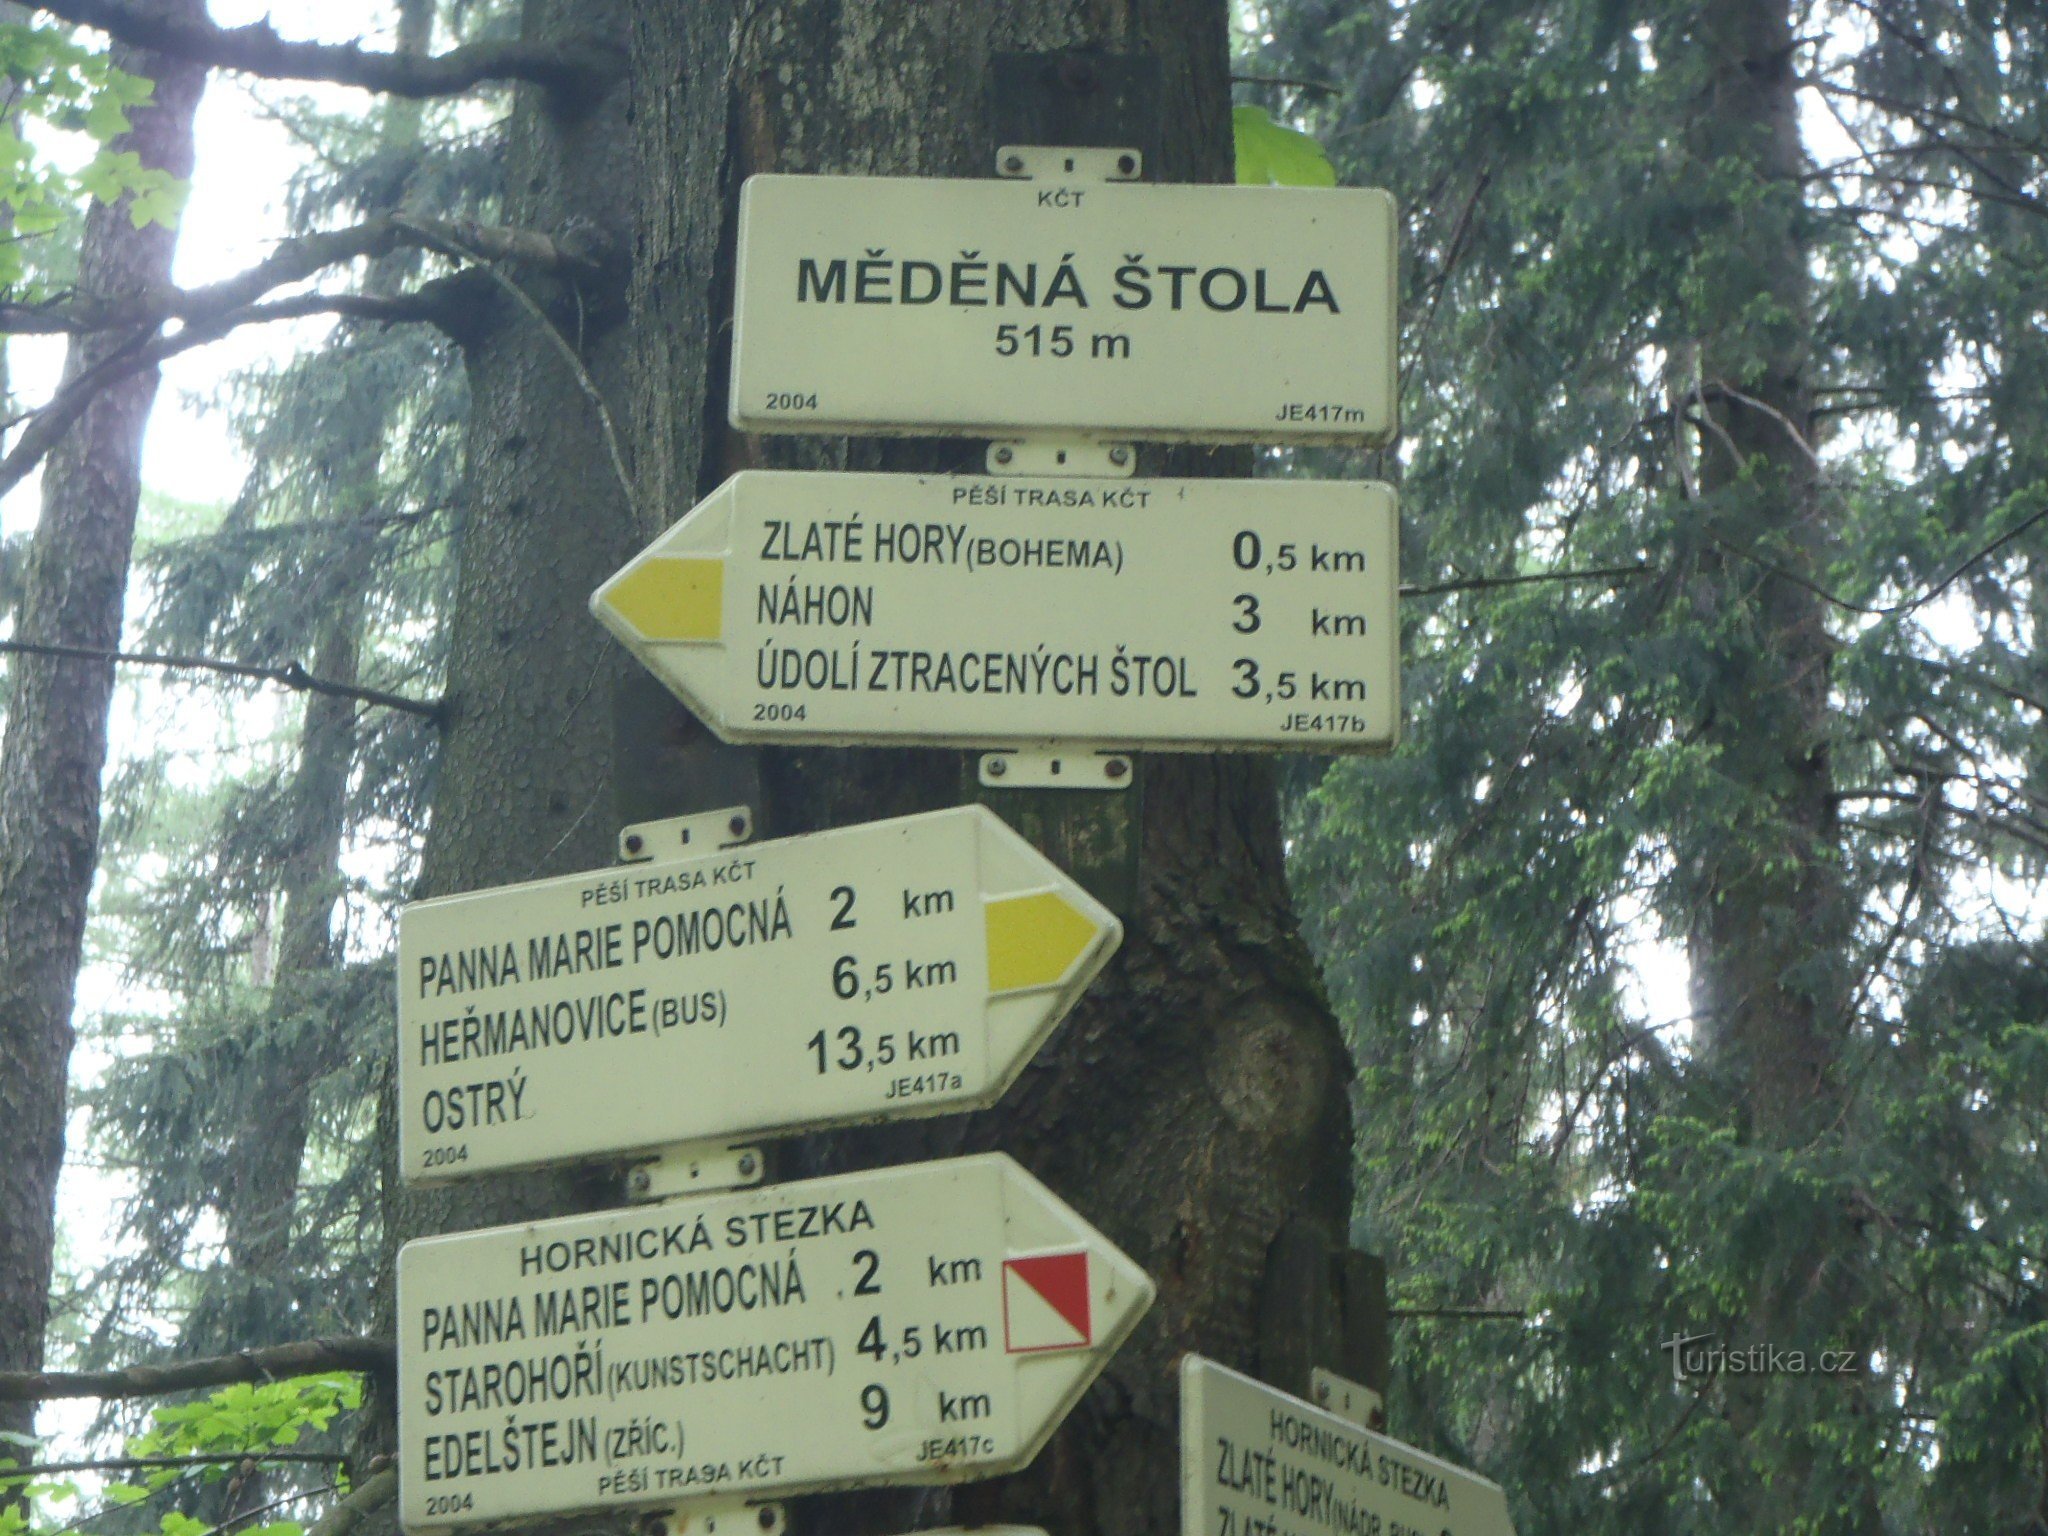 KČT
MĚDĚNÁ ŠTOLA
515 m
2004 JE417m
PĚŠÍ TRASA KČT
ZLATÉ HORY (BOHEMA) 0,5 km
NÁHON 3 km
ÚDOLÍ ZTRACENÝCH ŠTOL 3,5 km
2004 JE417b
PĚŠÍ TRASA KČT
PANNA MARIE POMOCNÁ 2 km
HEŘMANOVICE (BUS) 6,5 km
OSTRÝ 13,5 km
2004 JE417a
HORNICKÁ STEZKA
PANNA MARIE POMOCNÁ 2 km
STAROHOŘÍ (KUNSTSCHACHT) 4,5 km
EDELŠTEJN (ZŘÍC.) 9 km
PĚŠÍ TRASA KČT
2004 JE417c
HORNICKÁ STEZKA
ZLATÉ HORY
Turistika.cz